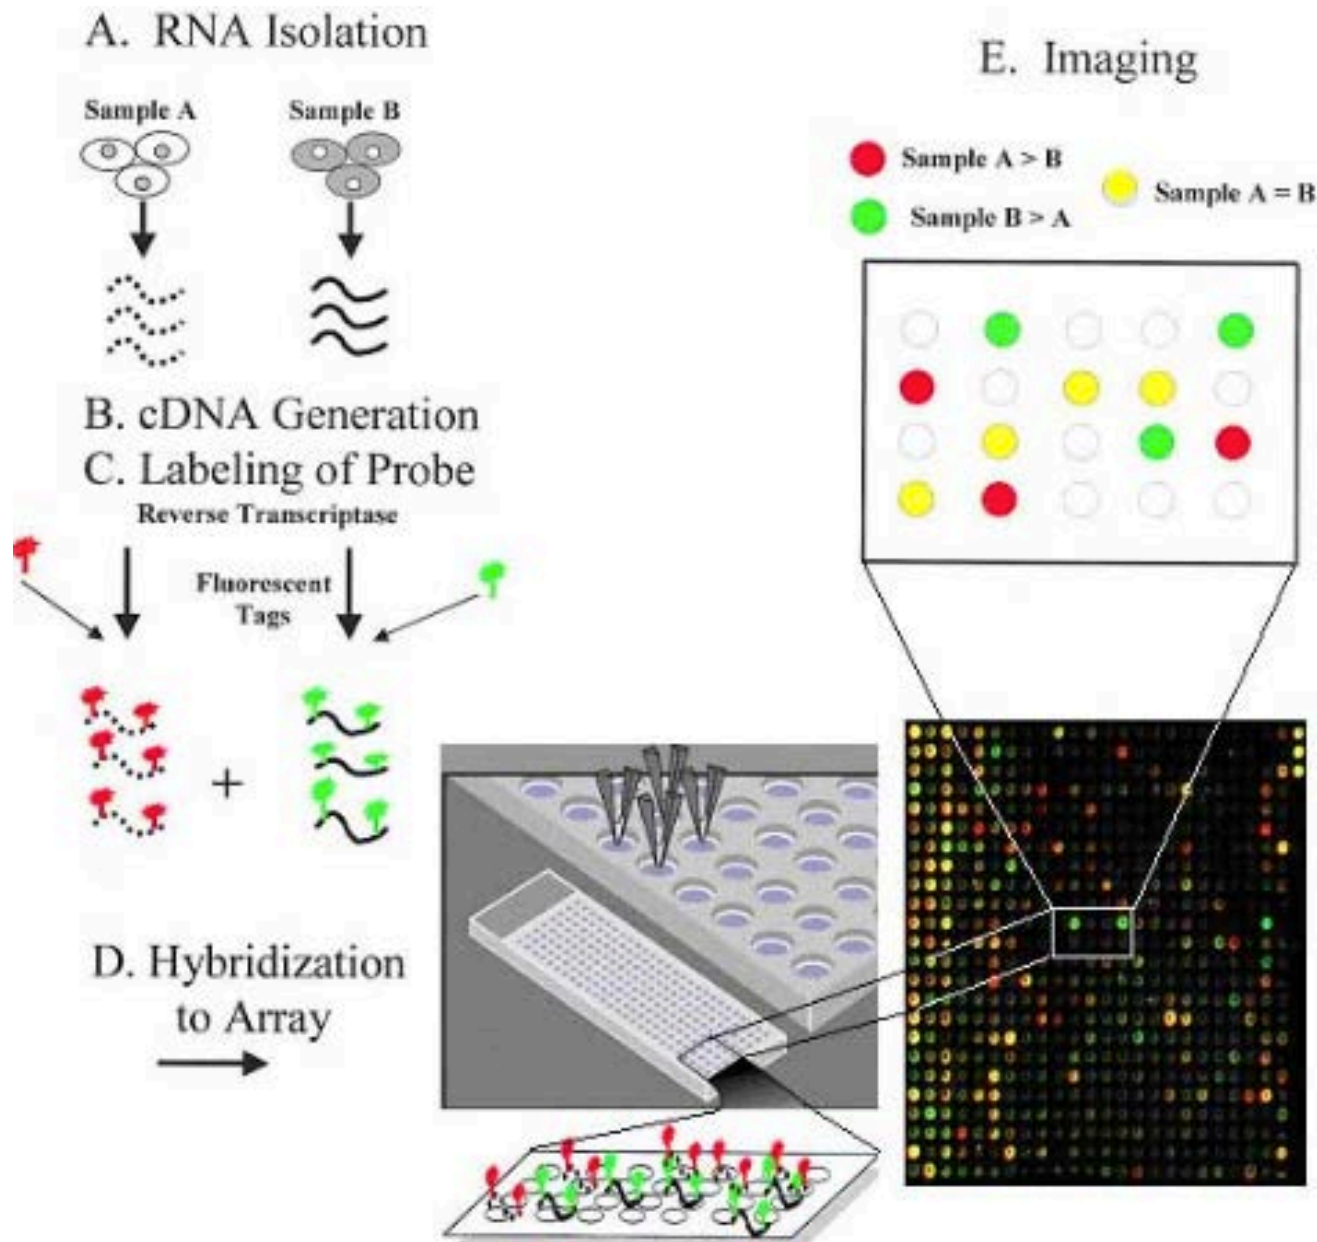 A. RNA Isolation
Sample A
Sample B
B. cDNA Generation
C. Labeling of Probe
Reverse Transcriptase
Fluorescent
Tags
+
D. Hybridization
to Array
E. Imaging
Sample A > B
Sample B > A
Sample A = B